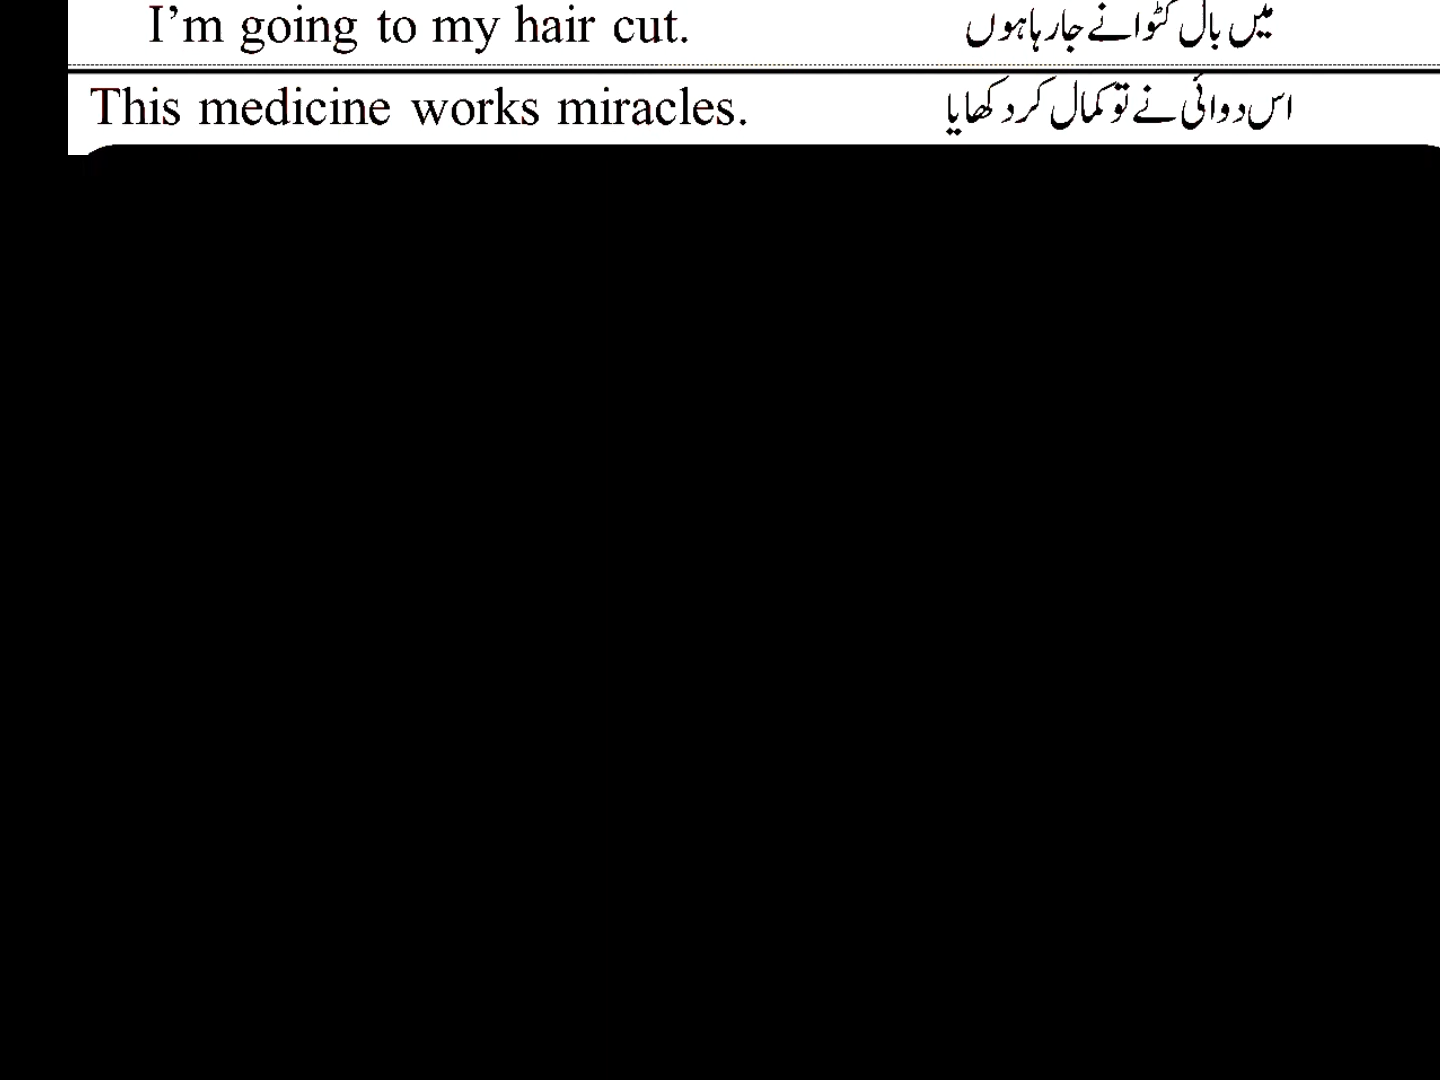 I’m going to my hair cut. میں بال کٹوانے جا رہا ہوں
This medicine works miracles. اس دوائی نے تو کمال کر دکھایا